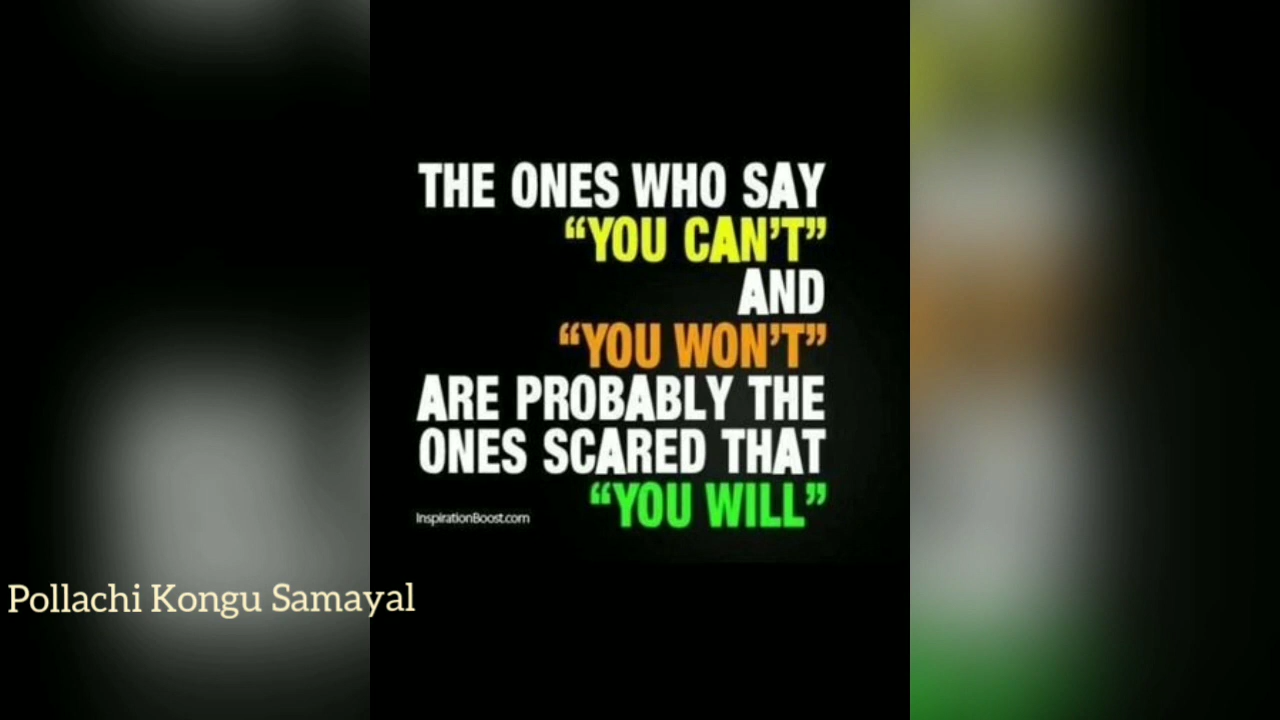 THE ONES WHO SAY
“YOU CAN’T”
AND
“YOU WON’T”
ARE PROBABLY THE
ONES SCARED THAT
“YOU WILL”
InspirationBoost.com
Pollachi Kongu Samayal